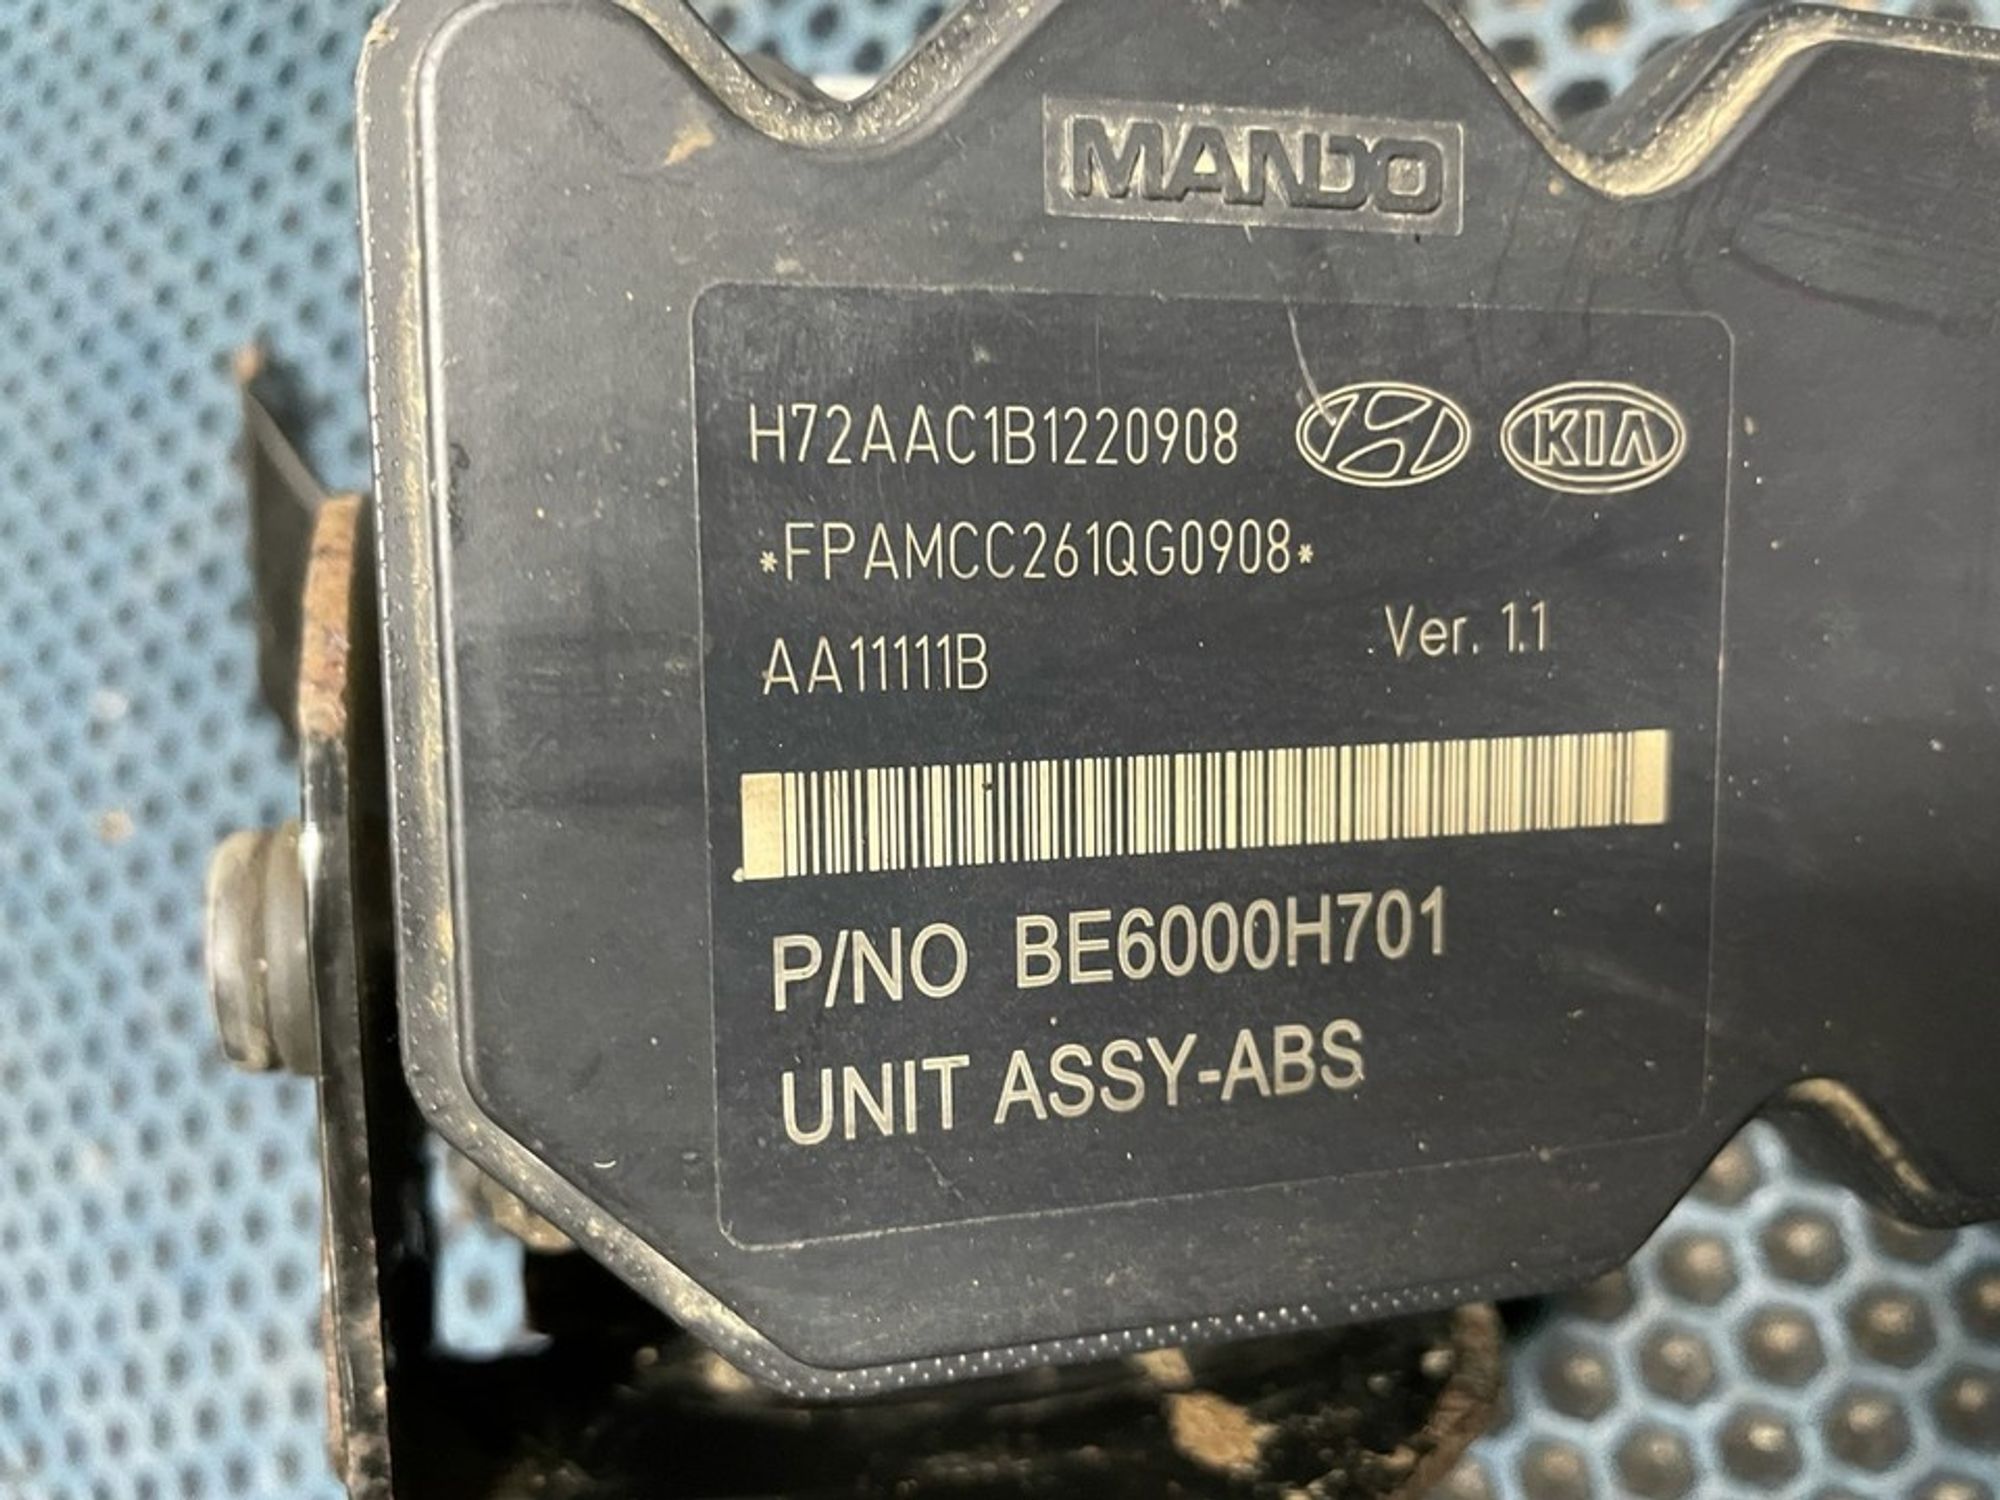 MANDO
H72AAC1B1220908 KIA
*FPAMCC261QG0908*
AA11111B Ver. 1.1
P/NO BE6000H701
UNIT ASSY-ABS